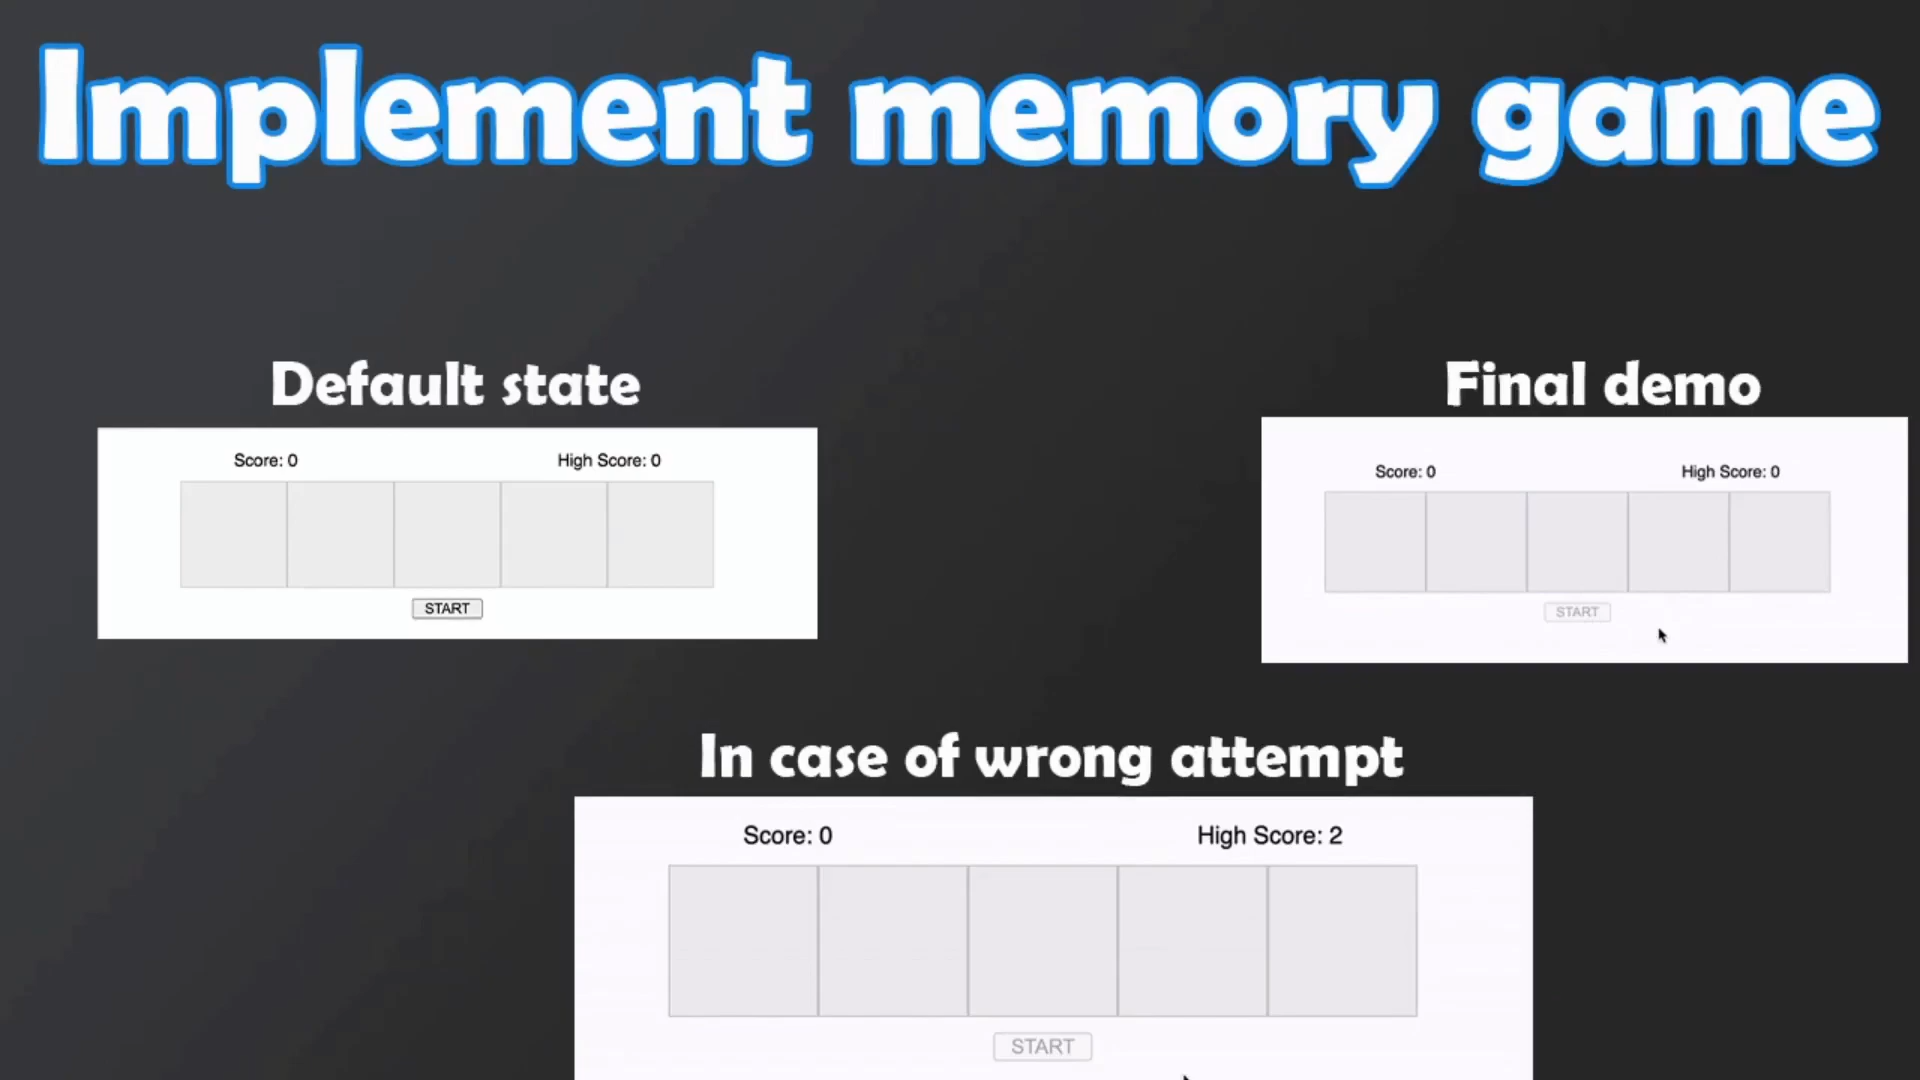 Implement memory game
Default state
Score: 0
High Score: 0
START
Final demo
Score: 0
High Score: 0
START
In case of wrong attempt
Score: 0
High Score: 2
START